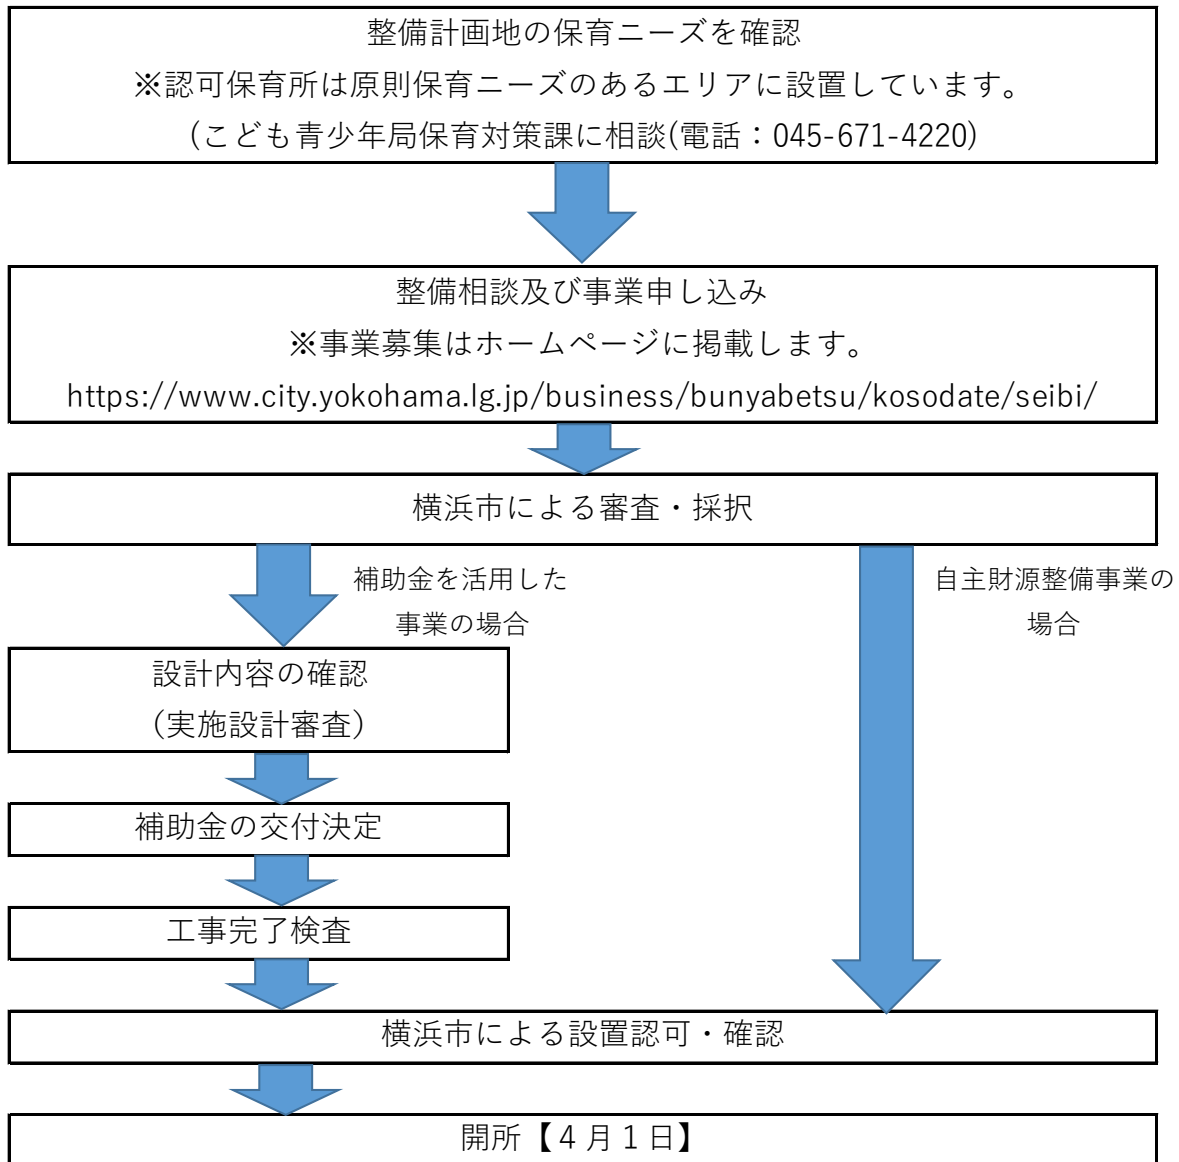 整備計画地の保育ニーズを確認
※認可保育所は原則保育ニーズのあるエリアに設置しています。
(こども青少年局保育対策課に相談(電話：045-671-4220)
整備相談及び事業申し込み
※事業募集はホームページに掲載します。
https://www.city.yokohama.lg.jp/business/bunyabetsu/kosodate/seibi/
横浜市による審査・採択
補助金を活用した
事業の場合
自主財源整備事業の
場合
設計内容の確認
(実施設計審査)
補助金の交付決定
工事完了検査
横浜市による設置認可・確認
開所【４月１日】